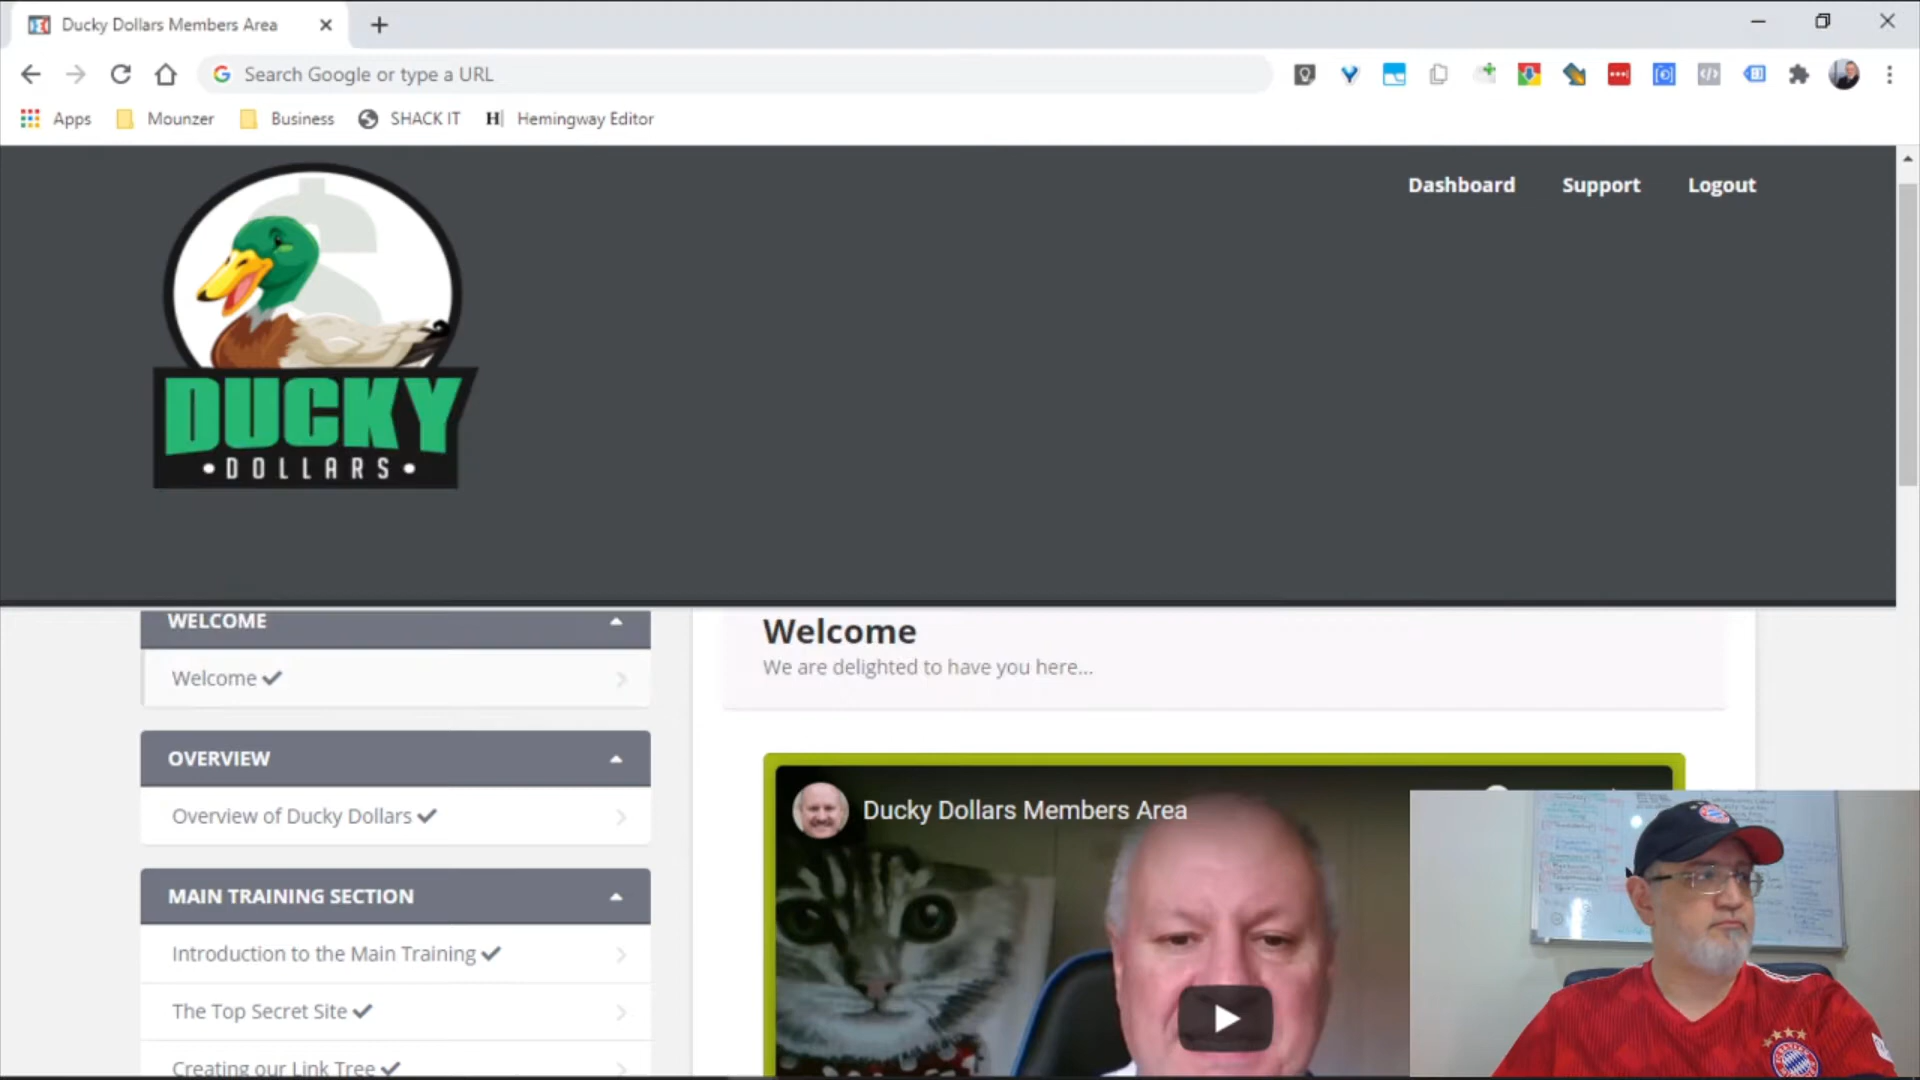 Ducky Dollars Members Area
Search Google or type a URL
Apps
Mounzer
Business
SHACK IT
H Hemingway Editor
Dashboard
Support
Logout
DUCKY
• DOLLARS •
WELCOME
Welcome
OVERVIEW
Overview of Ducky Dollars
MAIN TRAINING SECTION
Introduction to the Main Training
The Top Secret Site
Creating our Link Tree
Welcome
We are delighted to have you here...
Ducky Dollars Members Area